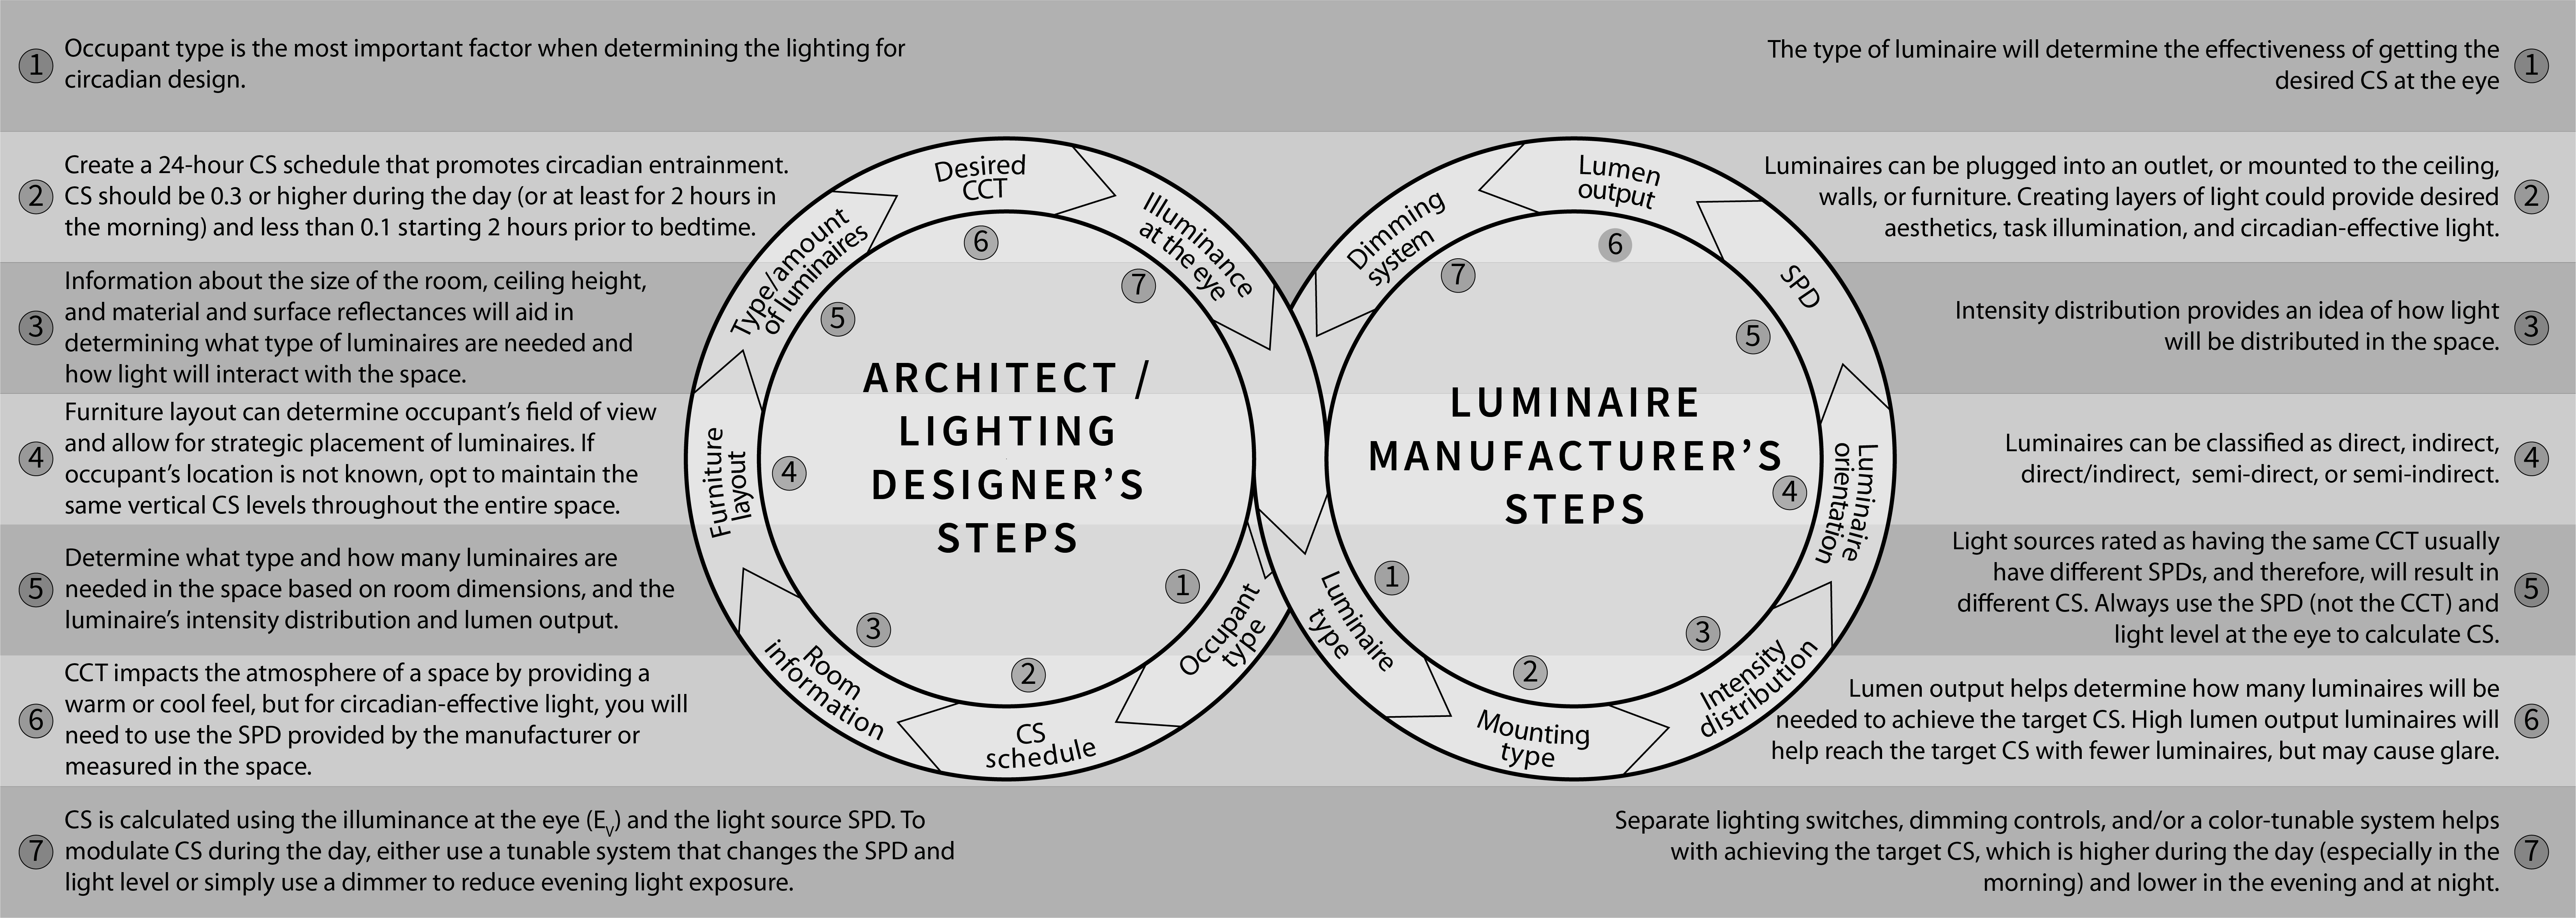 1
Occupant type is the most important factor when determining the lighting for
circadian design.
2
Create a 24-hour CS schedule that promotes circadian entrainment.
CS should be 0.3 or higher during the day (or at least for 2 hours in
the morning) and less than 0.1 starting 2 hours prior to bedtime.
3
Information about the size of the room, ceiling height,
and material and surface reflectances will aid in
determining what type of luminaires are needed and
how light will interact with the space.
4
Furniture layout can determine occupant’s field of view
and allow for strategic placement of luminaires. If
occupant’s location is not known, opt to maintain the
same vertical CS levels throughout the entire space.
5
Determine what type and how many luminaires are
needed in the space based on room dimensions, and the
luminaire’s intensity distribution and lumen output.
6
CCT impacts the atmosphere of a space by providing a
warm or cool feel, but for circadian-effective light, you will
need to use the SPD provided by the manufacturer or
measured in the space.
7
CS is calculated using the illuminance at the eye (EV) and the light source SPD. To
modulate CS during the day, either use a tunable system that changes the SPD and
light level or simply use a dimmer to reduce evening light exposure.
ARCHITECT /
LIGHTING
DESIGNER’S
STEPS
1
Occupant
type
2
CS
schedule
3
Room
information
4
Furniture
layout
5
Type/amount
of luminaires
6
Desired
CCT
7
Illuminance
at the eye
LUMINAIRE
MANUFACTURER’S
STEPS
1
Luminaire
type
2
Mounting
type
3
Intensity
distribution
4
Luminaire
orientation
5
SPD
6
Lumen
output
7
Dimming
system
The type of luminaire will determine the effectiveness of getting the
desired CS at the eye
1
Luminaires can be plugged into an outlet, or mounted to the ceiling,
walls, or furniture. Creating layers of light could provide desired
aesthetics, task illumination, and circadian-effective light.
2
Intensity distribution provides an idea of how light
will be distributed in the space.
3
Luminaires can be classified as direct, indirect,
direct/indirect, semi-direct, or semi-indirect.
4
Light sources rated as having the same CCT usually
have different SPDs, and therefore, will result in
different CS. Always use the SPD (not the CCT) and
light level at the eye to calculate CS.
5
Lumen output helps determine how many luminaires will be
needed to achieve the target CS. High lumen output luminaires will
help reach the target CS with fewer luminaires, but may cause glare.
6
Separate lighting switches, dimming controls, and/or a color-tunable system helps
with achieving the target CS, which is higher during the day (especially in the
morning) and lower in the evening and at night.
7